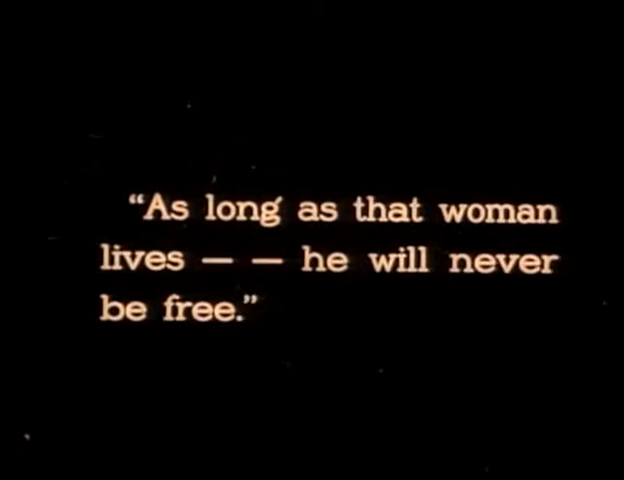 “As long as that woman
lives — — he will never
be free.”